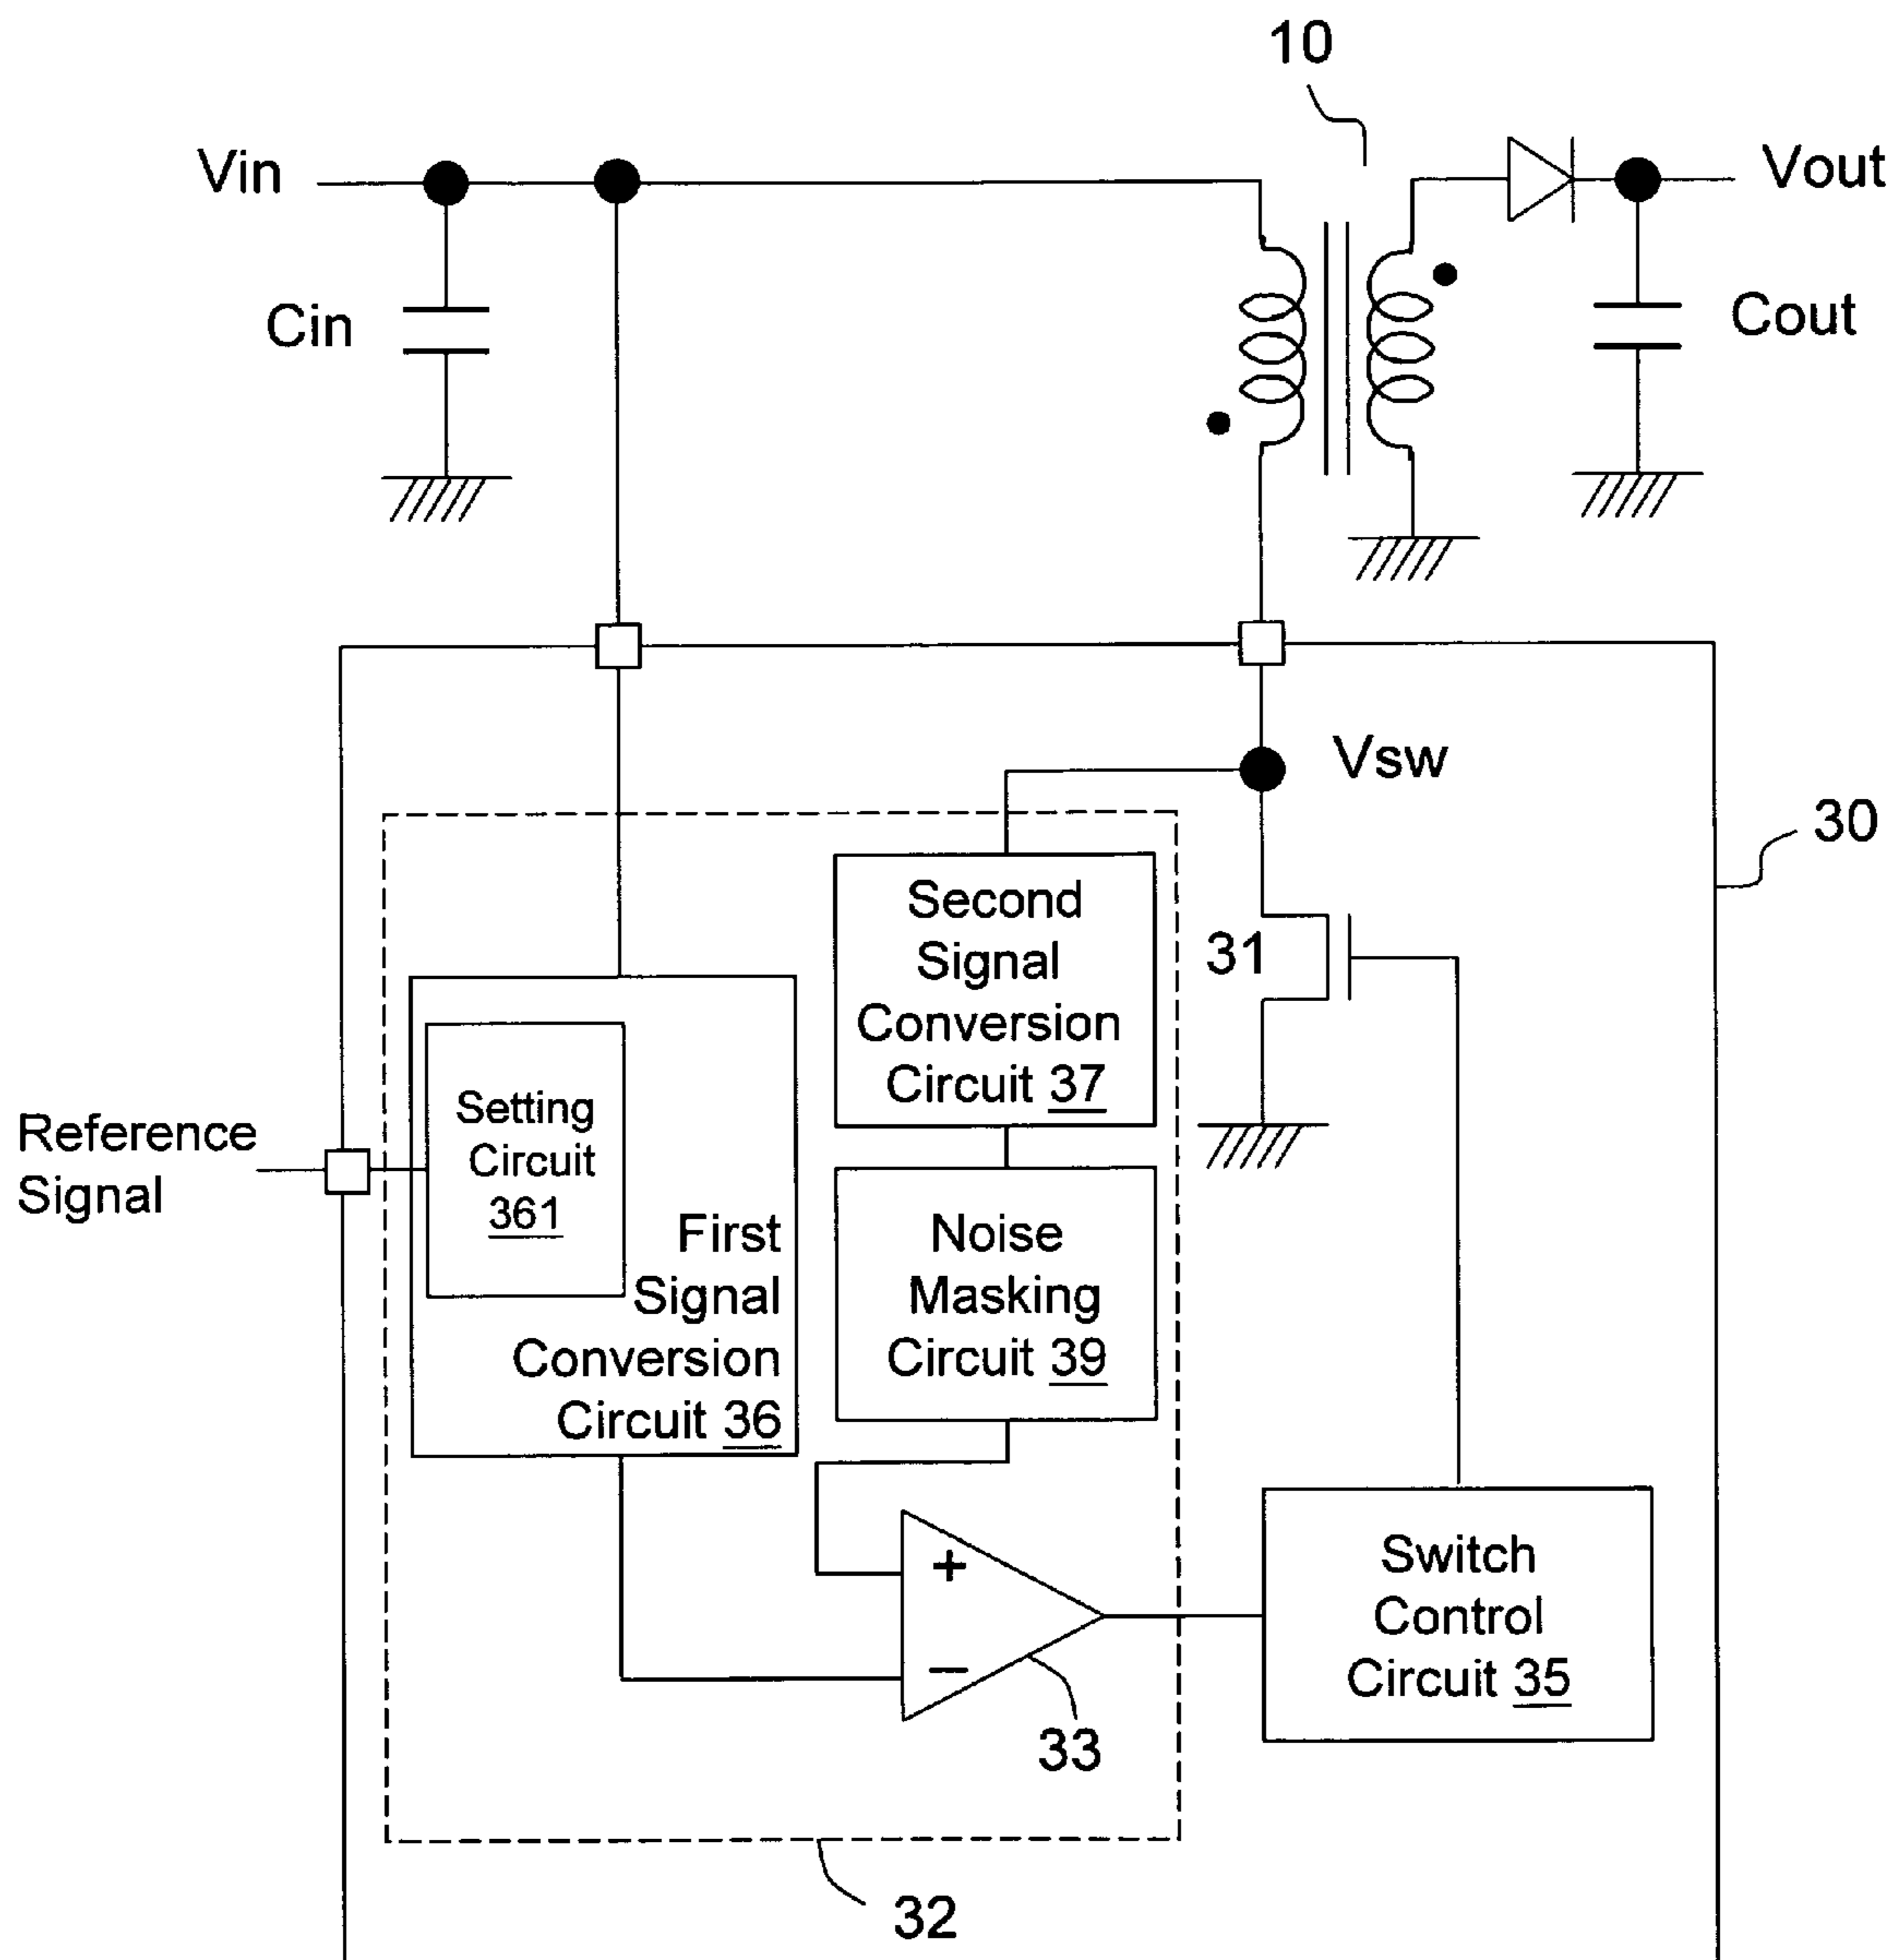 10
Vin
Vout
Cin
Cout
Vsw
30
Second
Signal
Conversion
Circuit 37
31
Setting
Circuit
361
Reference
Signal
First
Signal
Conversion
Circuit 36
Noise
Masking
Circuit 39
+
−
33
Switch
Control
Circuit 35
32